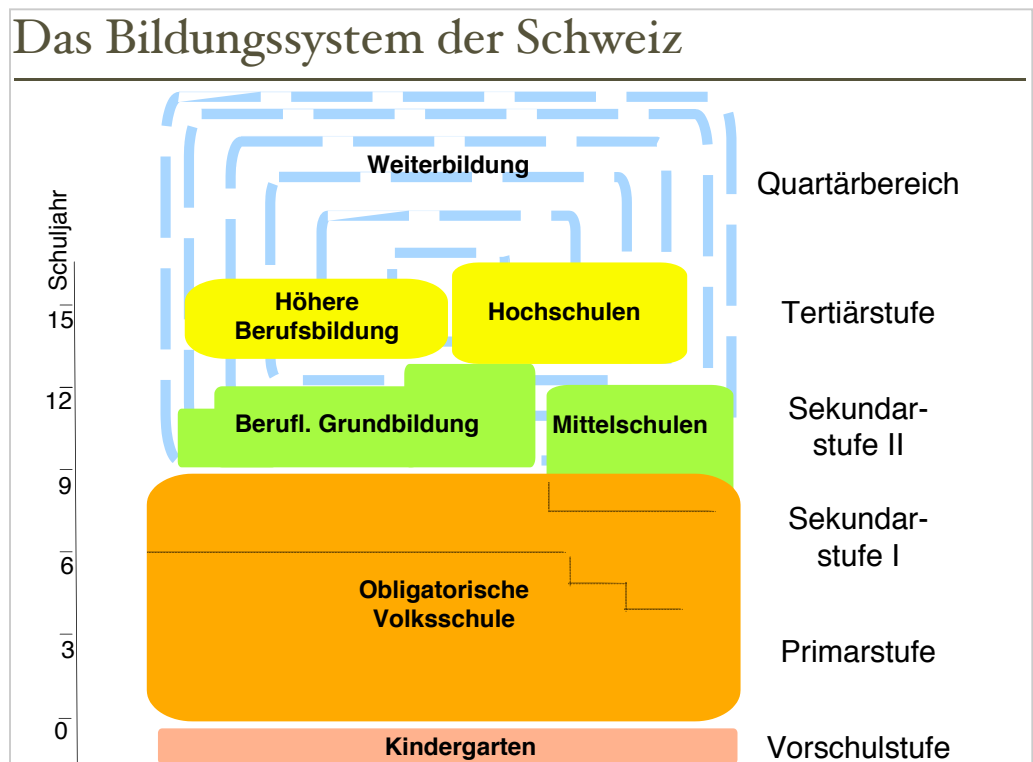 Das Bildungssystem der Schweiz
Weiterbildung
Quartärbereich
Schuljahr
Höhere
Berufsbildung
Hochschulen
Tertiärstufe
15
12
Berufl. Grundbildung
Mittelschulen
Sekundar-
stufe II
9
Sekundar-
stufe I
6
Obligatorische
Volksschule
3
Primarstufe
0
Kindergarten
Vorschulstufe